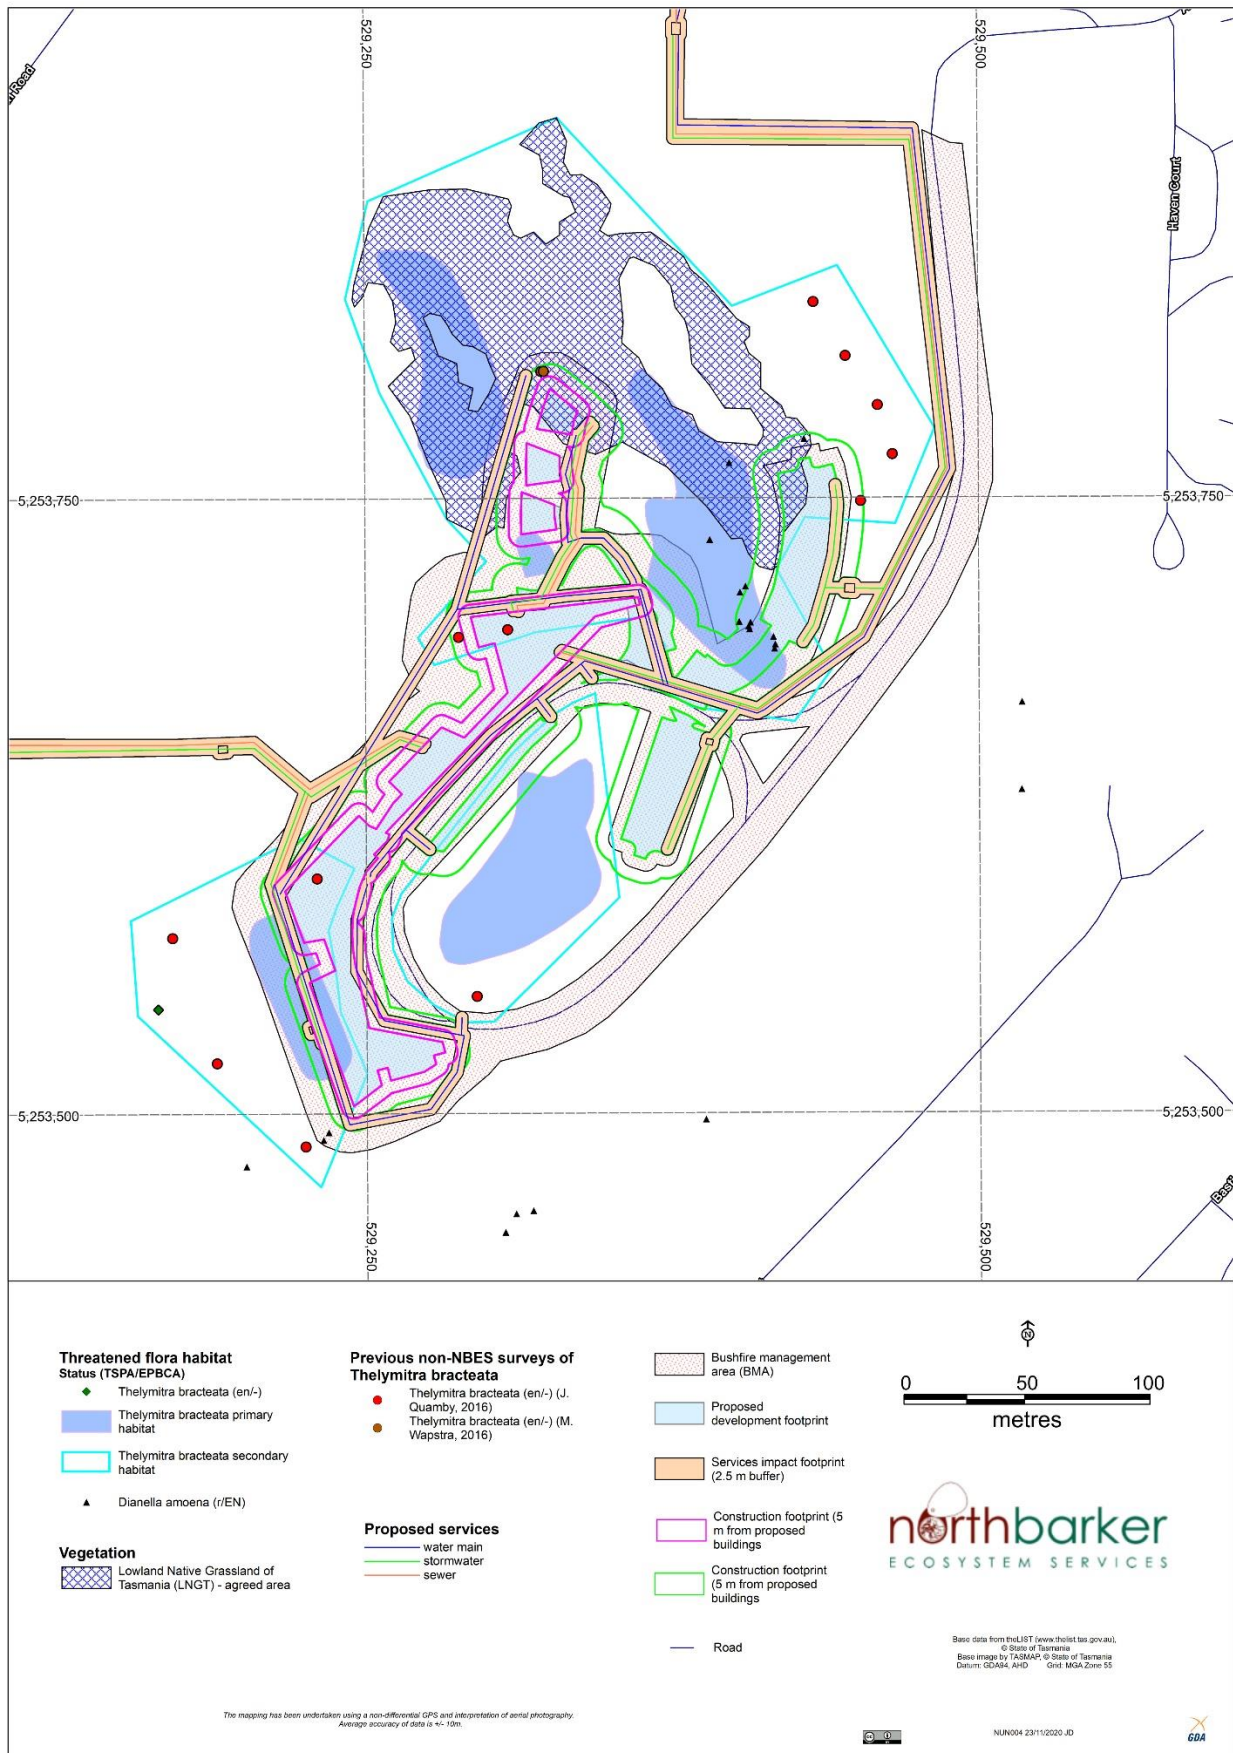 529,250
529,500
Road
Haven Court
5,253,750
5,253,750
5,253,500
5,253,500
529,250
529,500
Threatened flora habitat
Status (TSPA/EPBCA)
Thelymitra bracteata (en/-)
Thelymitra bracteata primary
habitat
Thelymitra bracteata secondary
habitat
Dianella amoena (r/EN)
Vegetation
Lowland Native Grassland of
Tasmania (LNGT) - agreed area
Previous non-NBES surveys of
Thelymitra bracteata
Thelymitra bracteata (en/-) (J.
Quamby, 2016)
Thelymitra bracteata (en/-) (M.
Wapstra, 2016)
Proposed services
water main
stormwater
sewer
Bushfire management
area (BMA)
Proposed
development footprint
Services impact footprint
(2.5 m buffer)
Construction footprint (5
m from proposed
buildings
Construction footprint
(5 m from proposed
buildings
Road
N
0 50 100
metres
northbarker
ECOSYSTEM SERVICES
Base data from theLIST (www.thelist.tas.gov.au),
© State of Tasmania
Base image by TASMAP, © State of Tasmania
Datum: GDA94, AHD Grid: MGA Zone 55
The mapping has been undertaken using a non-differential GPS and interpretation of aerial photography.
Average accuracy of data is +/- 10m.
NUN004 23/11/2020 JD
GDA